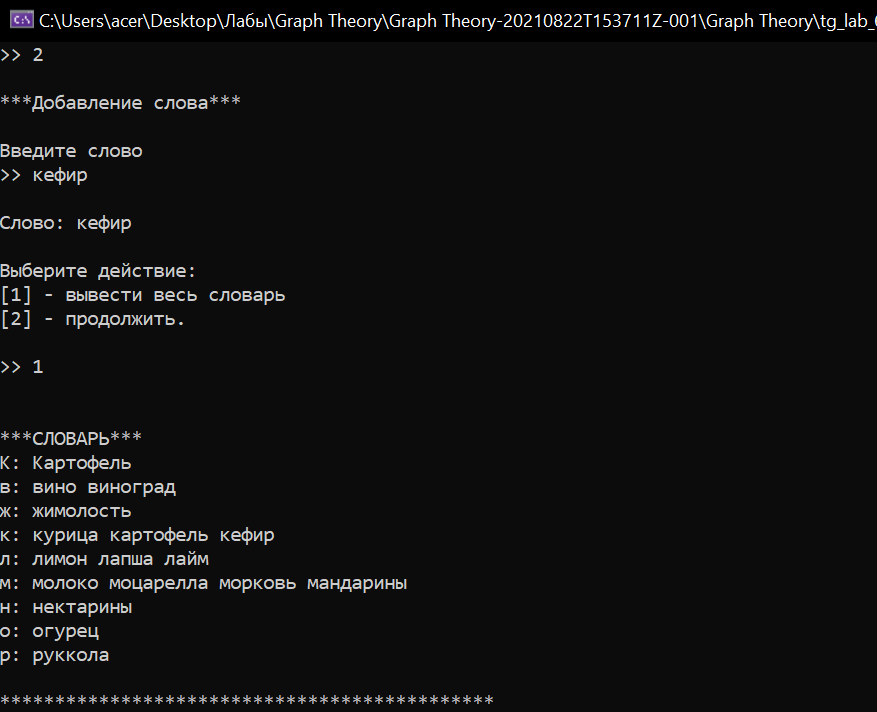 C:\Users\acer\Desktop\Лабы\Graph Theory\Graph Theory-20210822T153711Z-001\Graph Theory\tg_lab_
>> 2
***Добавление слова***
Введите слово
>> кефир
Слово: кефир
Выберите действие:
[1] - вывести весь словарь
[2] - продолжить.
>> 1
***СЛОВАРЬ***
К: Картофель
в: вино виноград
ж: жимолость
к: курица картофель кефир
л: лимон лапша лайм
м: молоко моцарелла морковь мандарины
н: нектарины
о: огурец
р: руккола
*********************************************